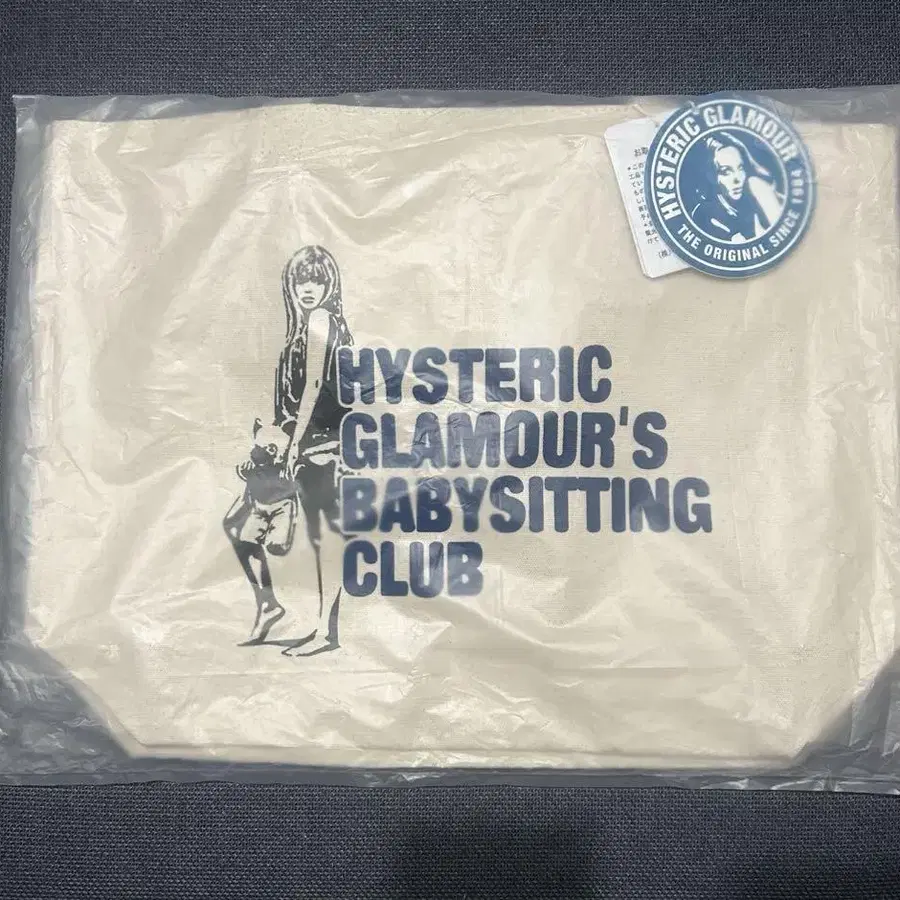 HYSTERIC GLAMOUR
THE ORIGINAL SINCE 1984
HYSTERIC
GLAMOUR'S
BABYSITTING
CLUB